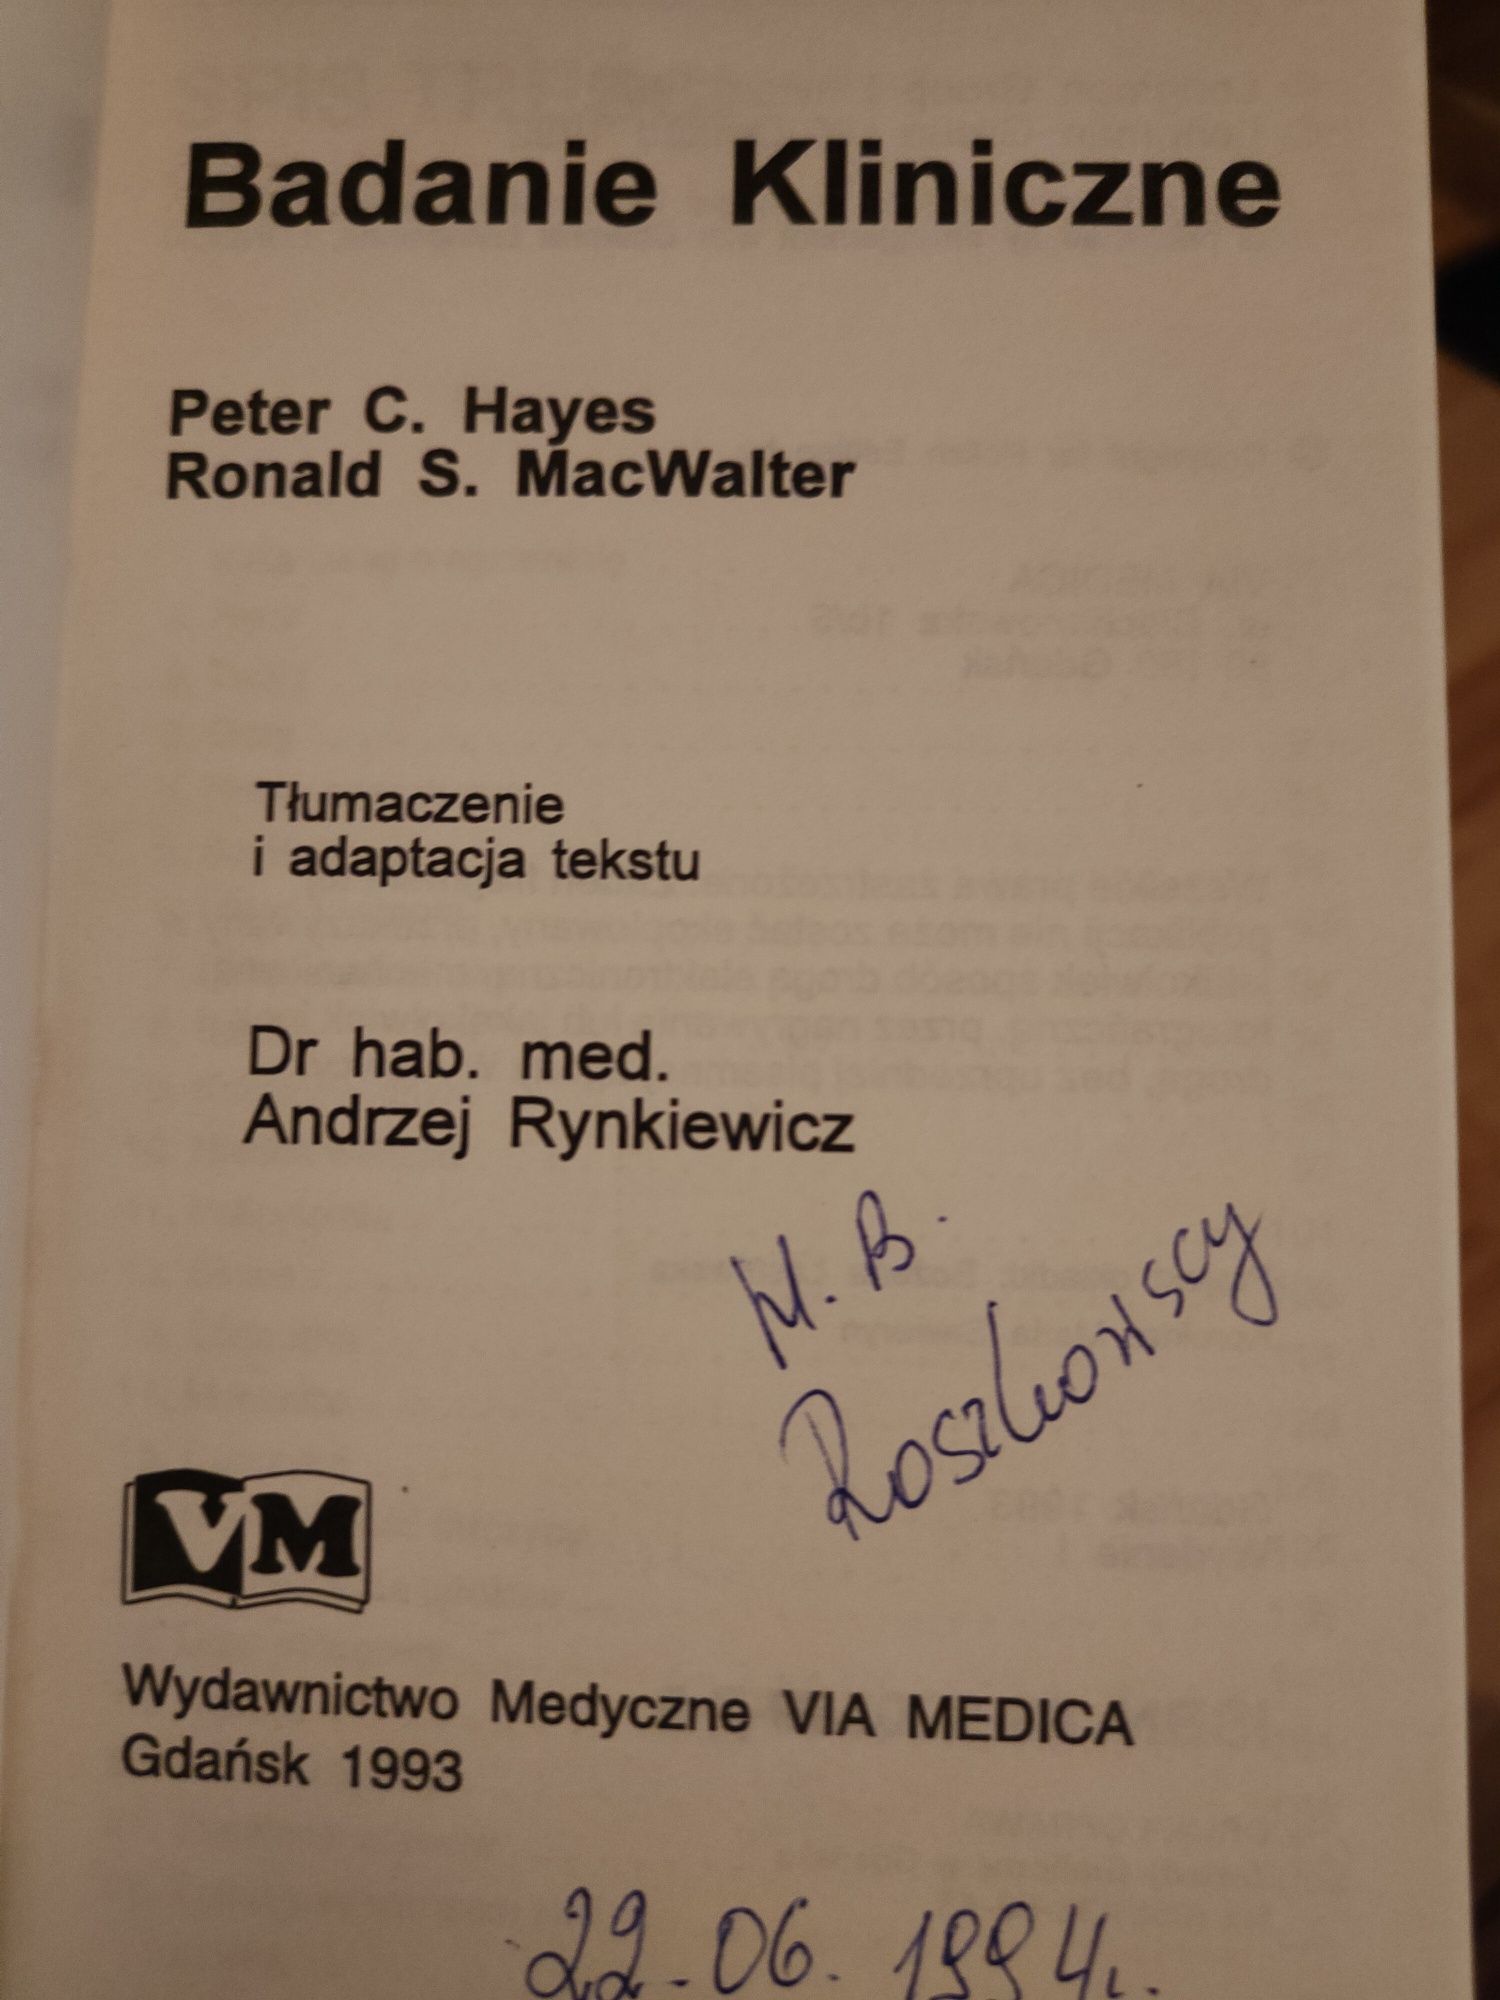 Badanie Kliniczne
Peter C. Hayes
Ronald S. MacWalter
Tłumaczenie
i adaptacja tekstu
Dr hab. med.
Andrzej Rynkiewicz
M. B.
Roszkowscy
VM
Wydawnictwo Medyczne VIA MEDICA
Gdańsk 1993
22.06.1994r.